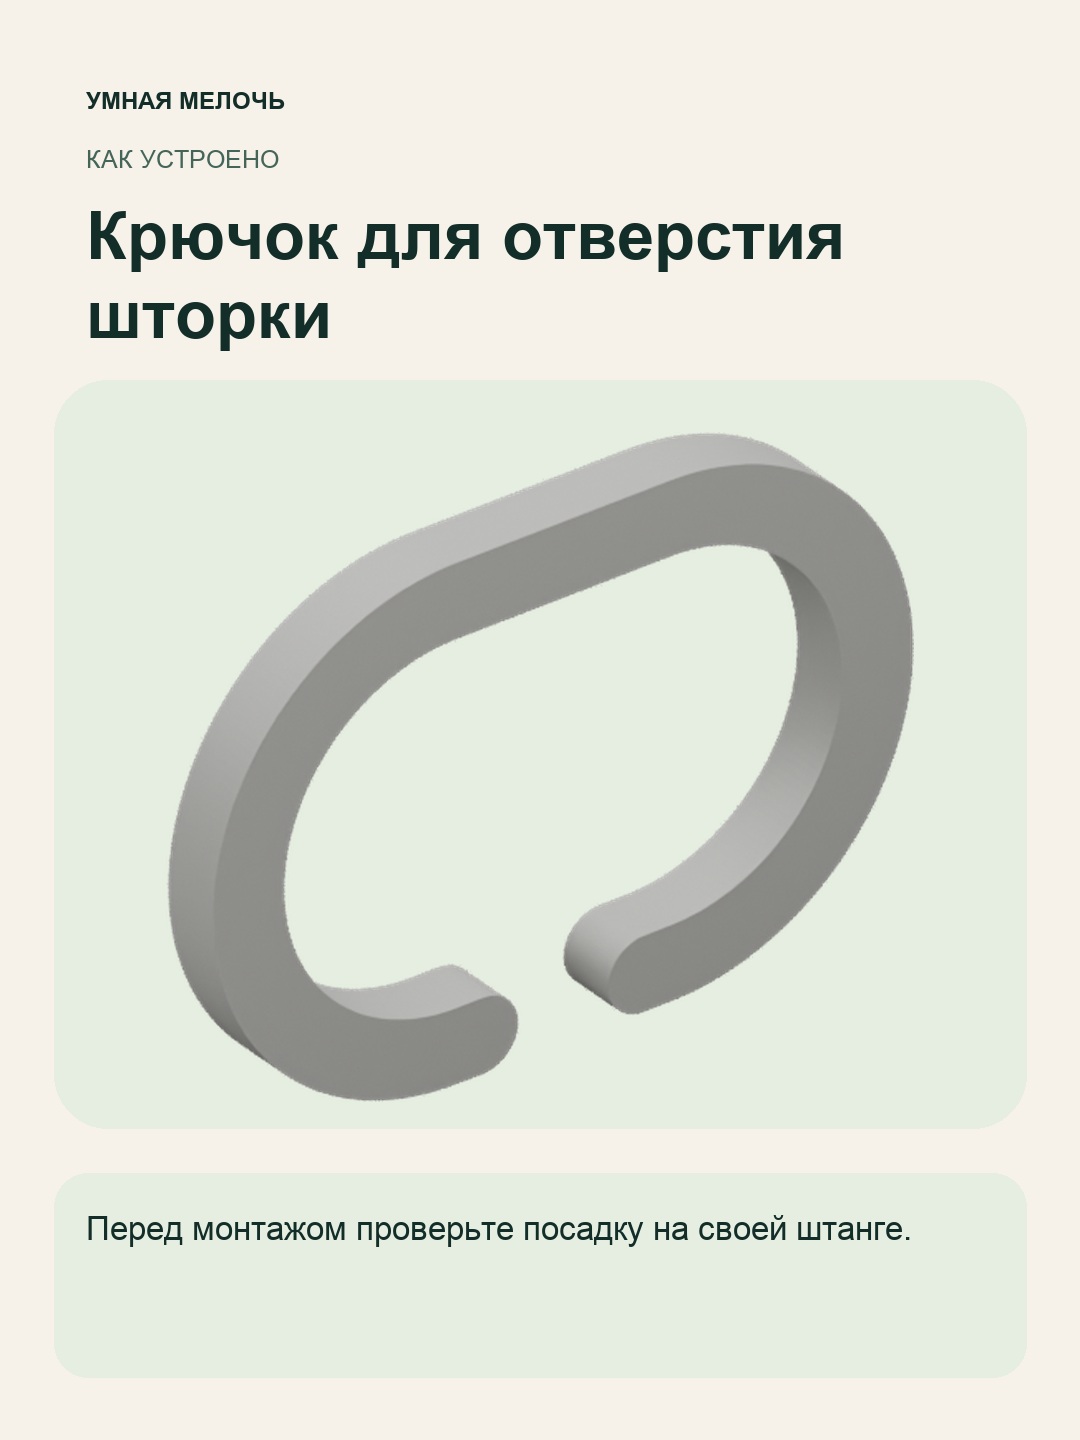 УМНАЯ МЕЛОЧЬ
КАК УСТРОЕНО
Крючок для отверстия
шторки
Перед монтажом проверьте посадку на своей штанге.